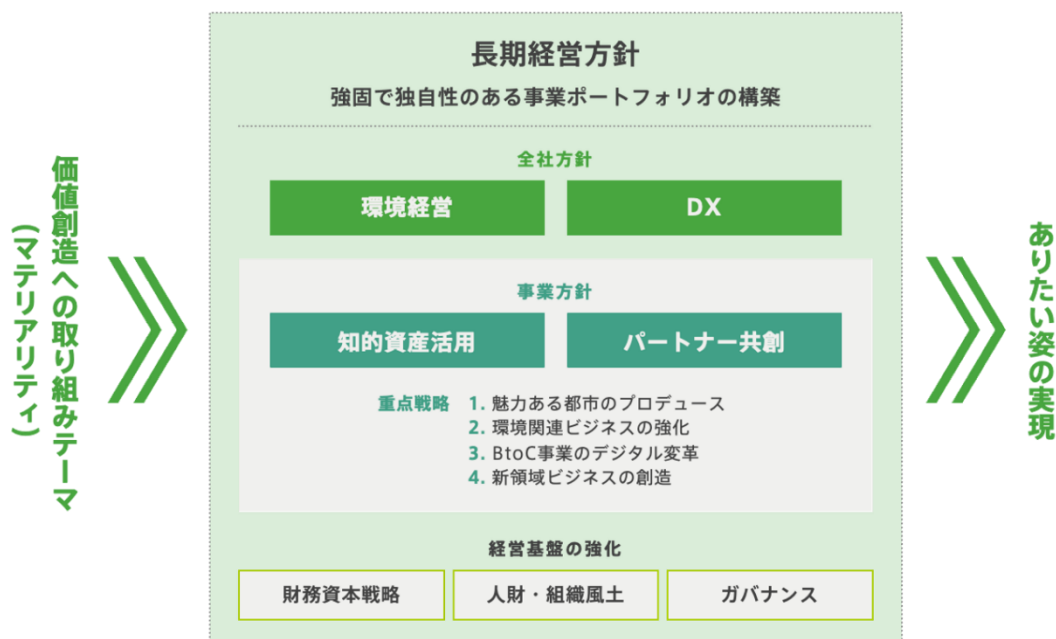 長期経営方針
強固で独自性のある事業ポートフォリオの構築
価値創造への取り組みテーマ
(マテリアリティ)
全社方針
環境経営
DX
事業方針
知的資産活用
パートナー共創
重点戦略 1. 魅力ある都市のプロデュース
2. 環境関連ビジネスの強化
3. BtoC事業のデジタル変革
4. 新領域ビジネスの創造
経営基盤の強化
財務資本戦略
人財・組織風土
ガバナンス
ありたい姿の実現